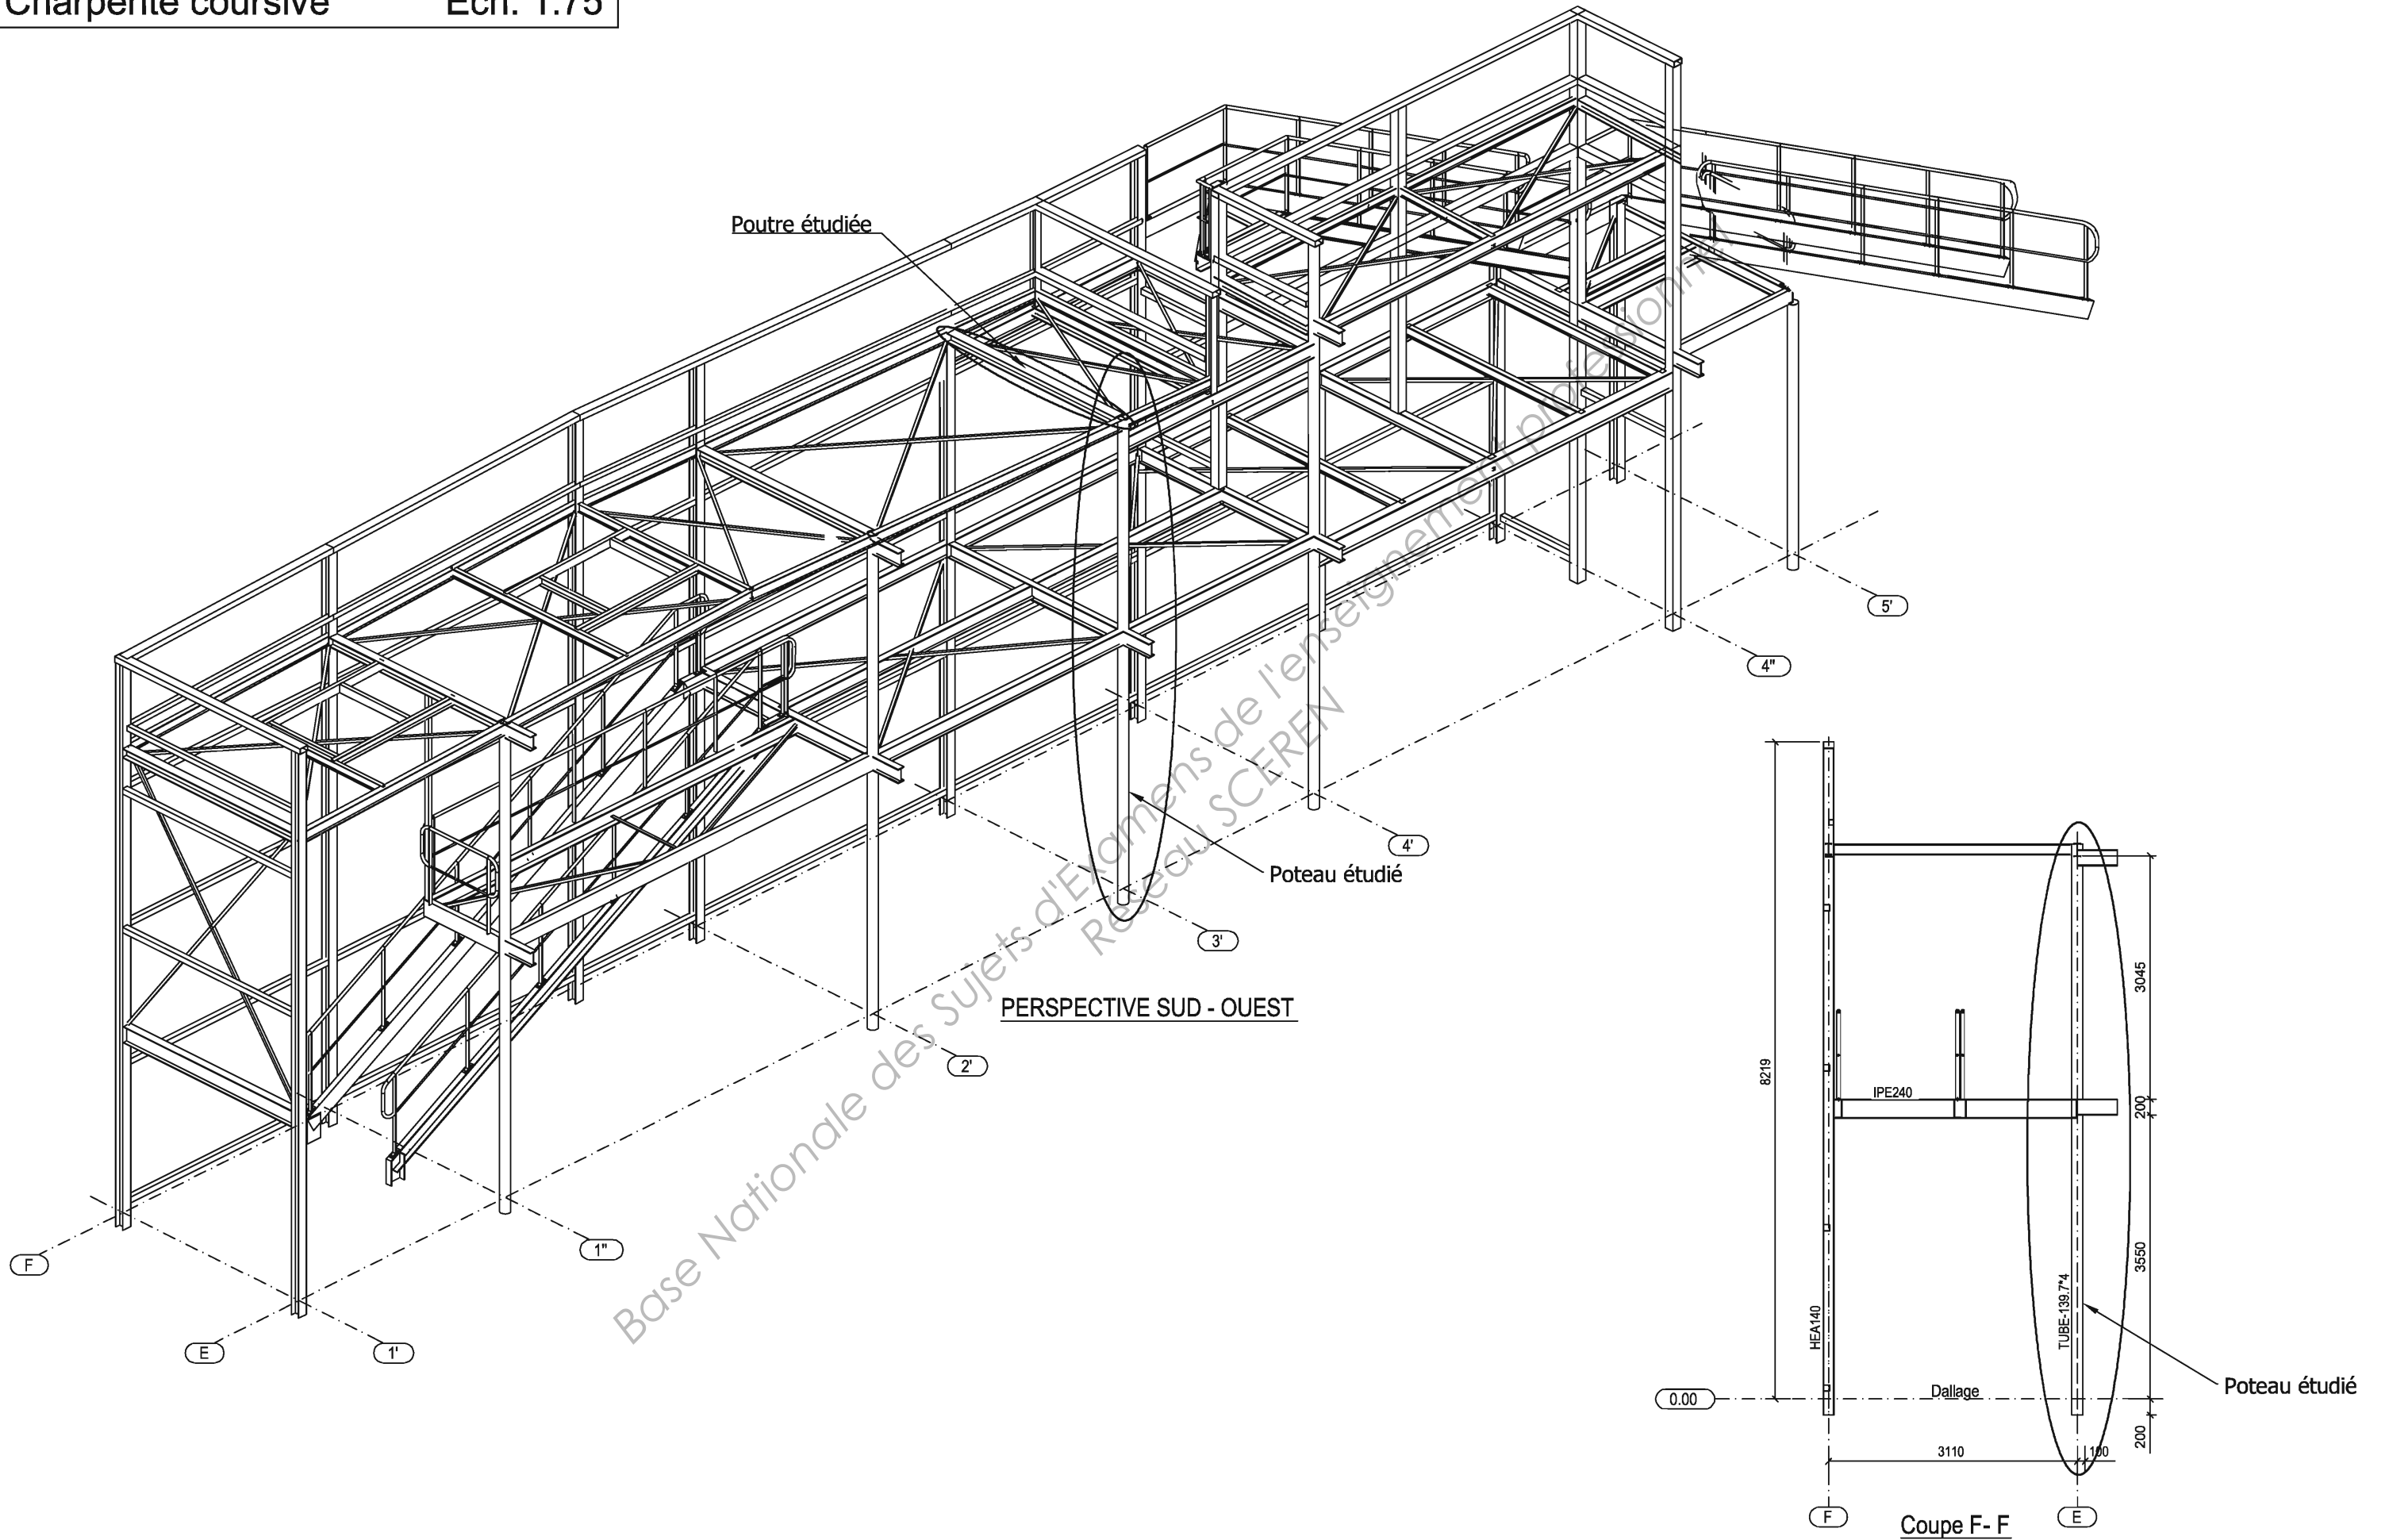 Charpente coursive Ech. 1:75
Poutre étudiée
5'
4"
4'
Poteau étudié
3'
PERSPECTIVE SUD - OUEST
2'
1"
F
E
1'
Base Nationale des Sujets d'Examens de l'enseignement professionnel
Réseau SCEREN
8219
3045
IPE240
200
3550
TUBE-139.7*4
HEA140
Poteau étudié
Dallage
0.00
200
3110
100
F
E
Coupe F- F